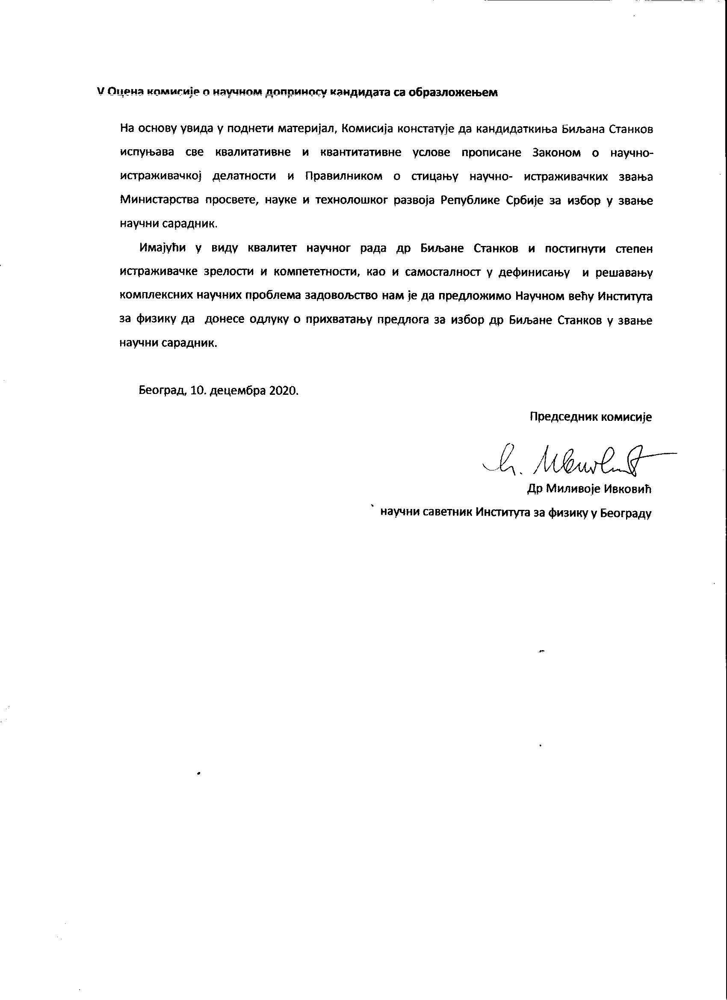 V Оцена комисије о научном доприносу кандидата са образложењем
На основу увида у поднети материјал, Комисија констатује да кандидаткиња Биљана Станков
испуњава све квалитативне и квантитативне услове прописане Законом о научно-
истраживачкој делатности и Правилником о стицању научно- истраживачких звања
Министарства просвете, науке и технолошког развоја Републике Србије за избор у звање
научни сарадник.
Имајући у виду квалитет научног рада др Биљане Станков и постигнути степен
истраживачке зрелости и компететности, као и самосталност у дефинисању и решавању
комплексних научних проблема задовољство нам је да предложимо Научном већу Института
за физику да донесе одлуку о прихватању предлога за избор др Биљане Станков у звање
научни сарадник.
Београд, 10. децембра 2020.
Председник комисије
Др Миливоје Ивковић
научни саветник Института за физику у Београду